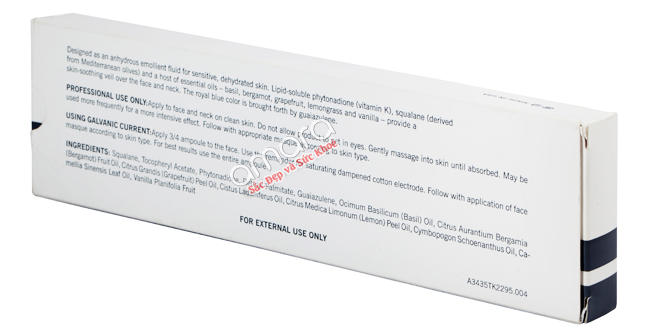 Designed as an anhydrous emollient fluid for sensitive, dehydrated skin. Lipid-soluble phytonadione (vitamin K), squalane (derived
from Mediterranean olives) and a host of essential oils – basil, bergamot, grapefruit, lemongrass and vanilla – provide a
skin-soothing veil over the face and neck. The royal blue color is brought forth by guaiazulene.
PROFESSIONAL USE ONLY: Apply to face and neck on clean skin. Do not allow product to get in eyes. Gently massage into skin until absorbed. May be
used more frequently for a more intensive effect. Follow with appropriate masque according to skin type.
USING GALVANIC CURRENT: Apply 3/4 ampoule to the face. Use remainder for saturating dampened cotton electrode. Follow with application of face
masque according to skin type. For best results use the entire ampoule.
INGREDIENTS: Squalane, Tocopheryl Acetate, Phytonadione, Palmitate, Guaiazulene, Ocimum Basilicum (Basil) Oil, Citrus Aurantium Bergamia
(Bergamot) Fruit Oil, Citrus Grandis (Grapefruit) Peel Oil, Cistus Ladaniferus Oil, Citrus Medica Limonum (Lemon) Peel Oil, Cymbopogon Schoenanthus Oil, Ca-
mellia Sinensis Leaf Oil, Vanilla Planifolia Fruit
FOR EXTERNAL USE ONLY
A3435TK2295.004
amara
Sắc Đẹp và Sức Khoẻ